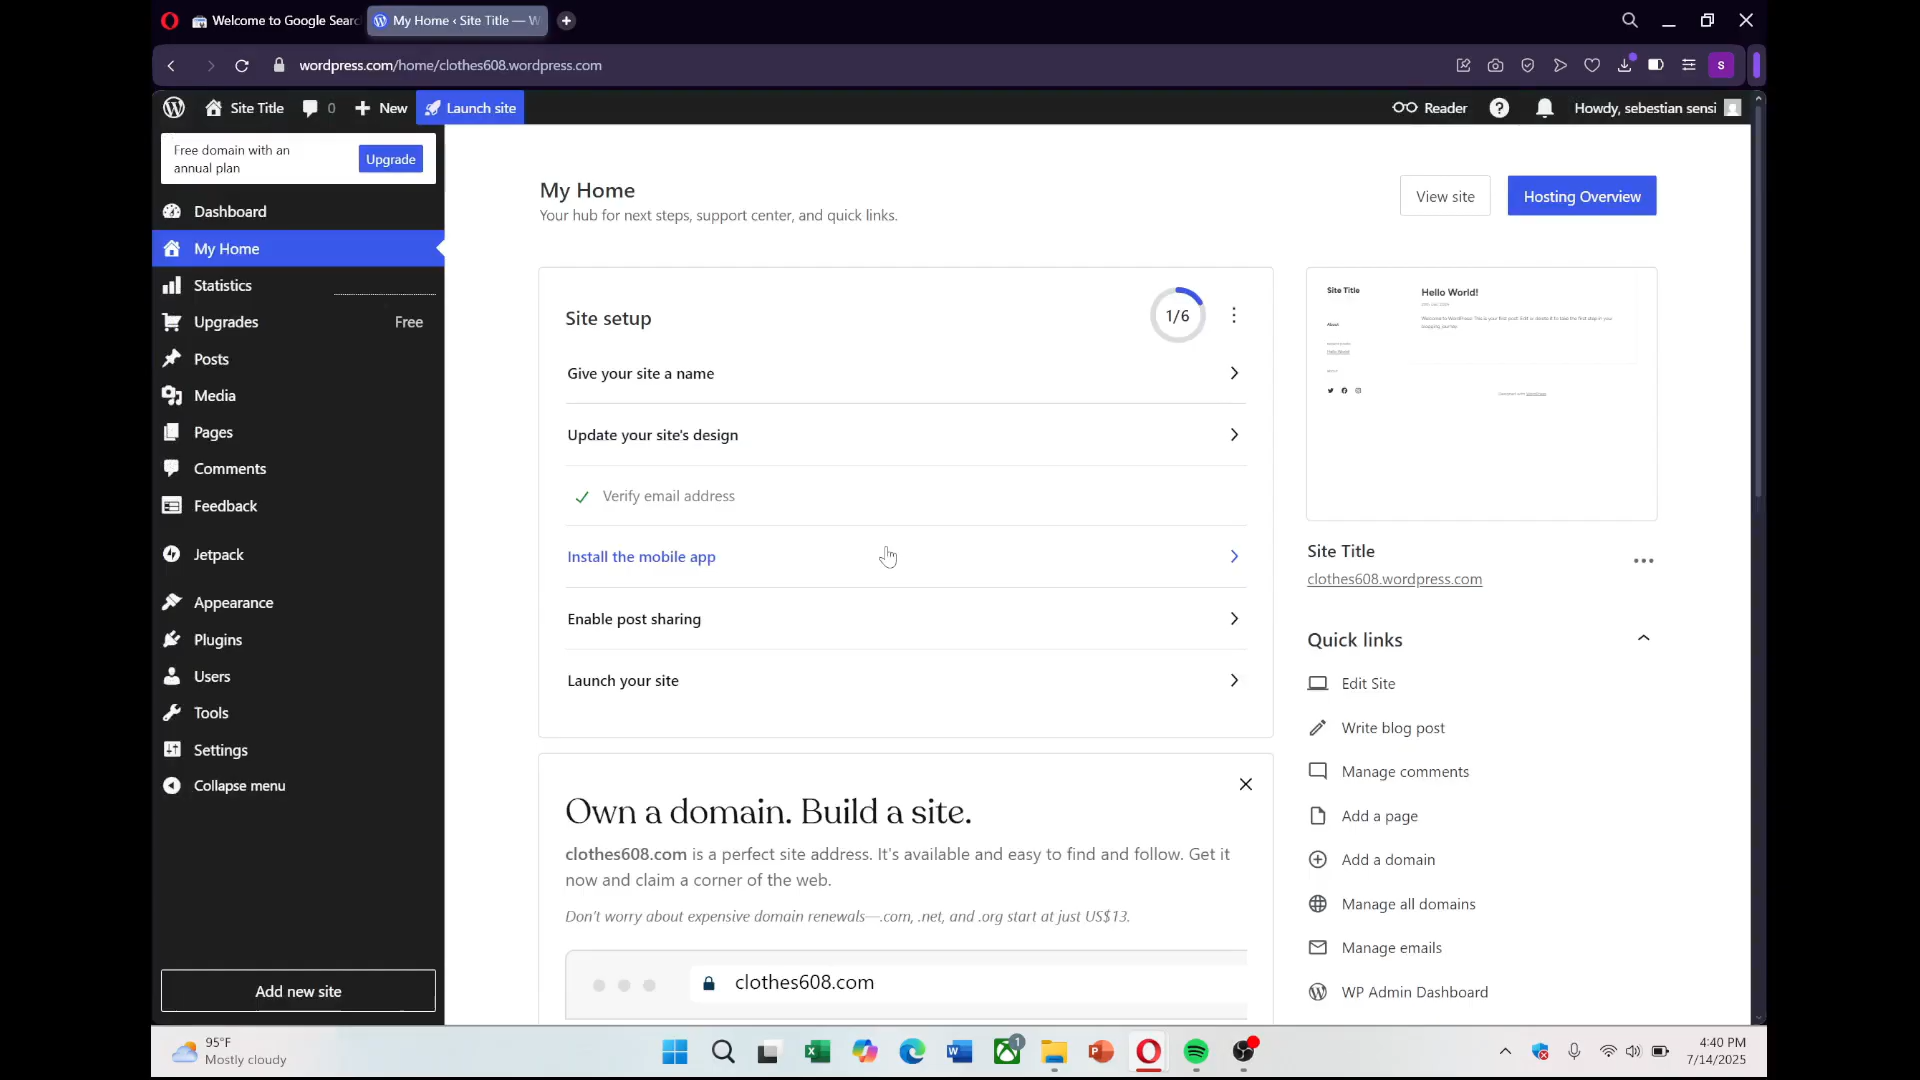 Welcome to Google Searc
My Home ‹ Site Title — W
wordpress.com/home/clothes608.wordpress.com
S
Site Title
0
New
Launch site
Reader
Howdy, sebestian sensi
Free domain with an
annual plan
Upgrade
Dashboard
My Home
Statistics
Upgrades
Free
Posts
Media
Pages
Comments
Feedback
Jetpack
Appearance
Plugins
Users
Tools
Settings
Collapse menu
Add new site
My Home
Your hub for next steps, support center, and quick links.
View site
Hosting Overview
Site setup
1/6
Give your site a name
Update your site's design
Verify email address
Install the mobile app
Enable post sharing
Launch your site
Own a domain. Build a site.
clothes608.com is a perfect site address. It's available and easy to find and follow. Get it
now and claim a corner of the web.
Don't worry about expensive domain renewals—.com, .net, and .org start at just US$13.
clothes608.com
Site Title
Hello World!
About
Site Title
clothes608.wordpress.com
Quick links
Edit Site
Write blog post
Manage comments
Add a page
Add a domain
Manage all domains
Manage emails
WP Admin Dashboard
95°F
Mostly cloudy
1
4:40 PM
7/14/2025